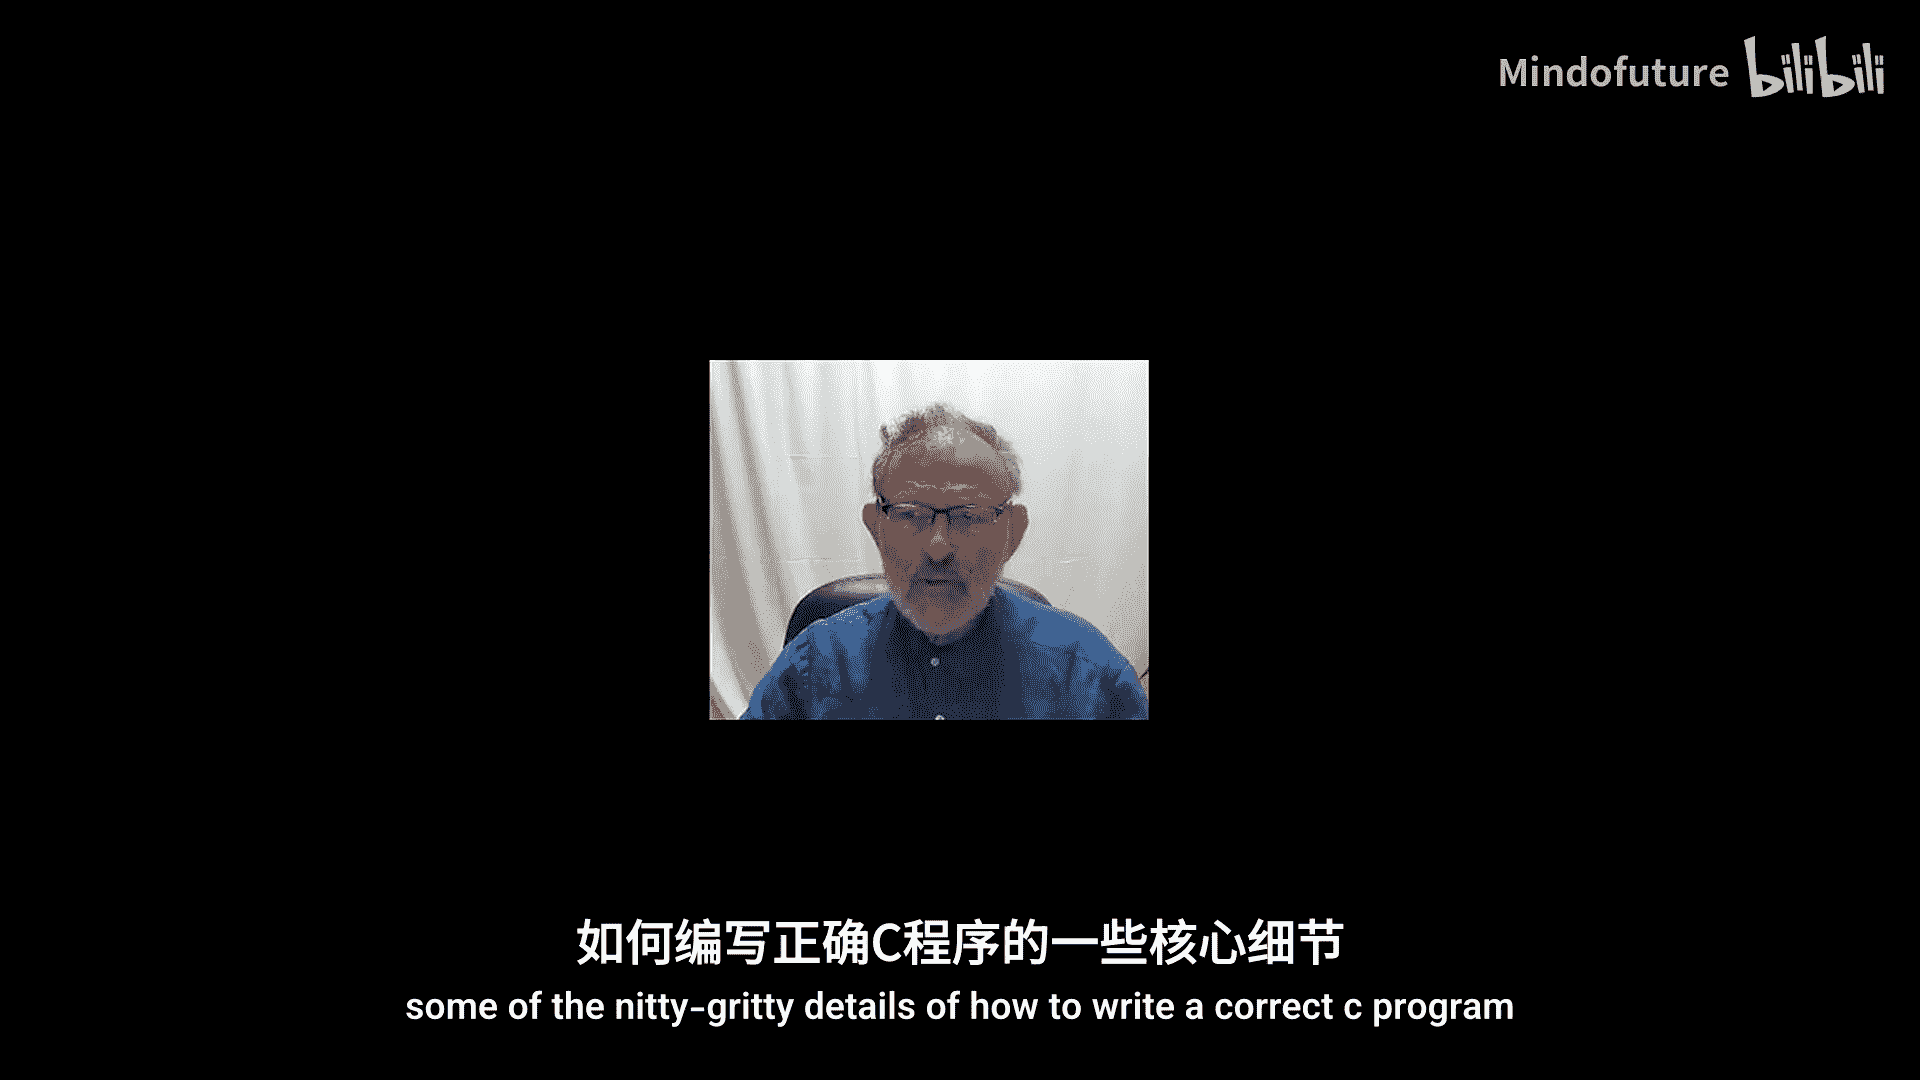 Mindofuture bilibili
如何编写正确C程序的一些核心细节
some of the nitty-gritty details of how to write a correct c program